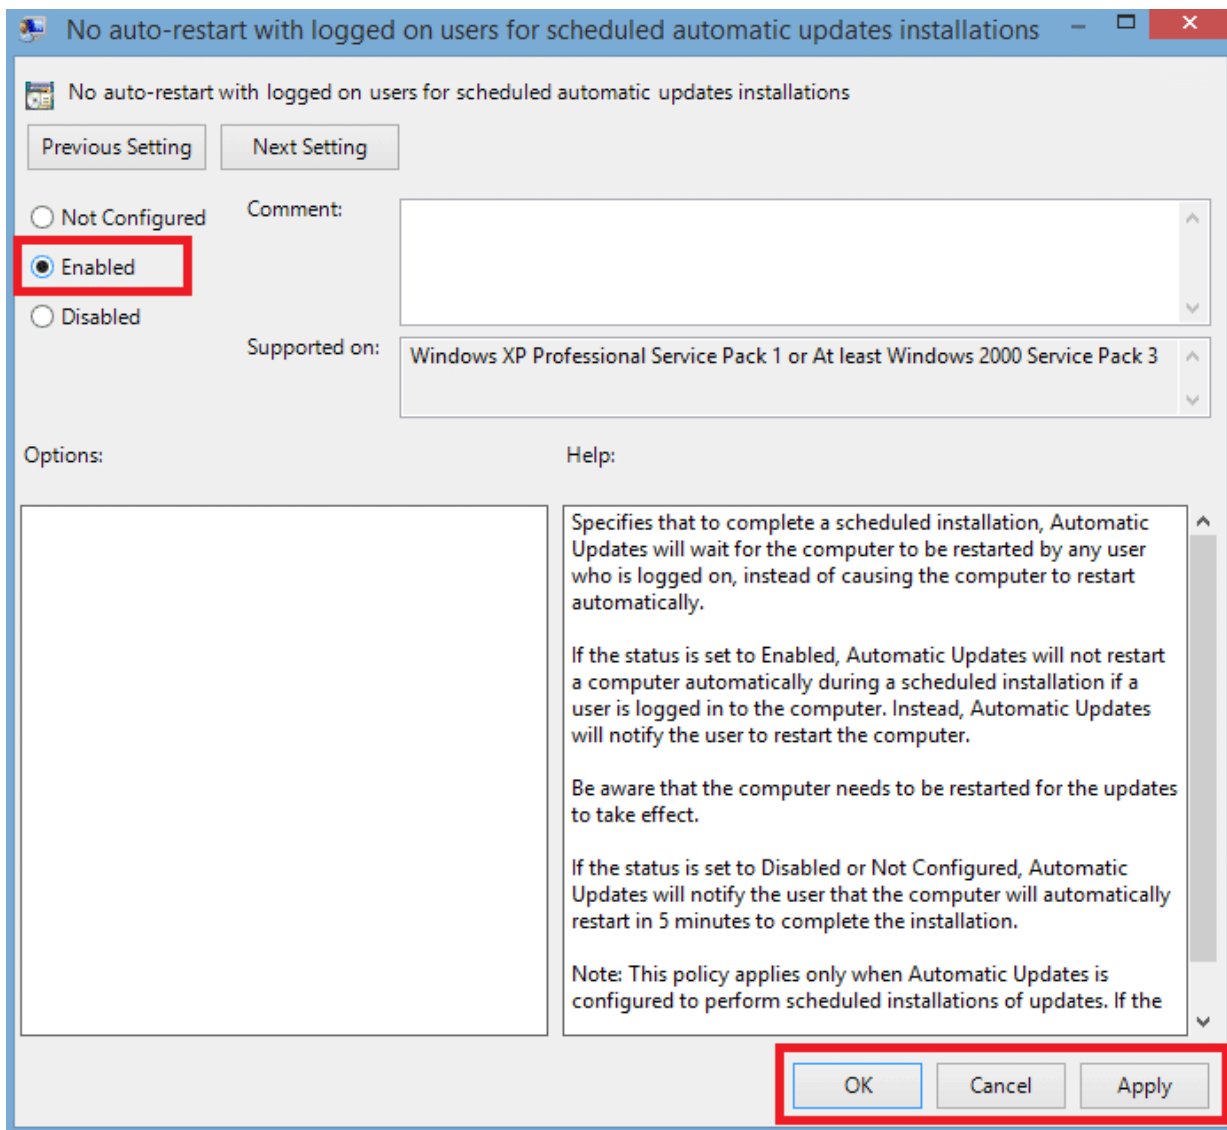 No auto-restart with logged on users for scheduled automatic updates installations
No auto-restart with logged on users for scheduled automatic updates installations
Previous Setting
Next Setting
Not Configured
Comment:
Enabled
Disabled
Supported on:
Windows XP Professional Service Pack 1 or At least Windows 2000 Service Pack 3
Options:
Help:
Specifies that to complete a scheduled installation, Automatic
Updates will wait for the computer to be restarted by any user
who is logged on, instead of causing the computer to restart
automatically.
If the status is set to Enabled, Automatic Updates will not restart
a computer automatically during a scheduled installation if a
user is logged in to the computer. Instead, Automatic Updates
will notify the user to restart the computer.
Be aware that the computer needs to be restarted for the updates
to take effect.
If the status is set to Disabled or Not Configured, Automatic
Updates will notify the user that the computer will automatically
restart in 5 minutes to complete the installation.
Note: This policy applies only when Automatic Updates is
configured to perform scheduled installations of updates. If the
OK
Cancel
Apply